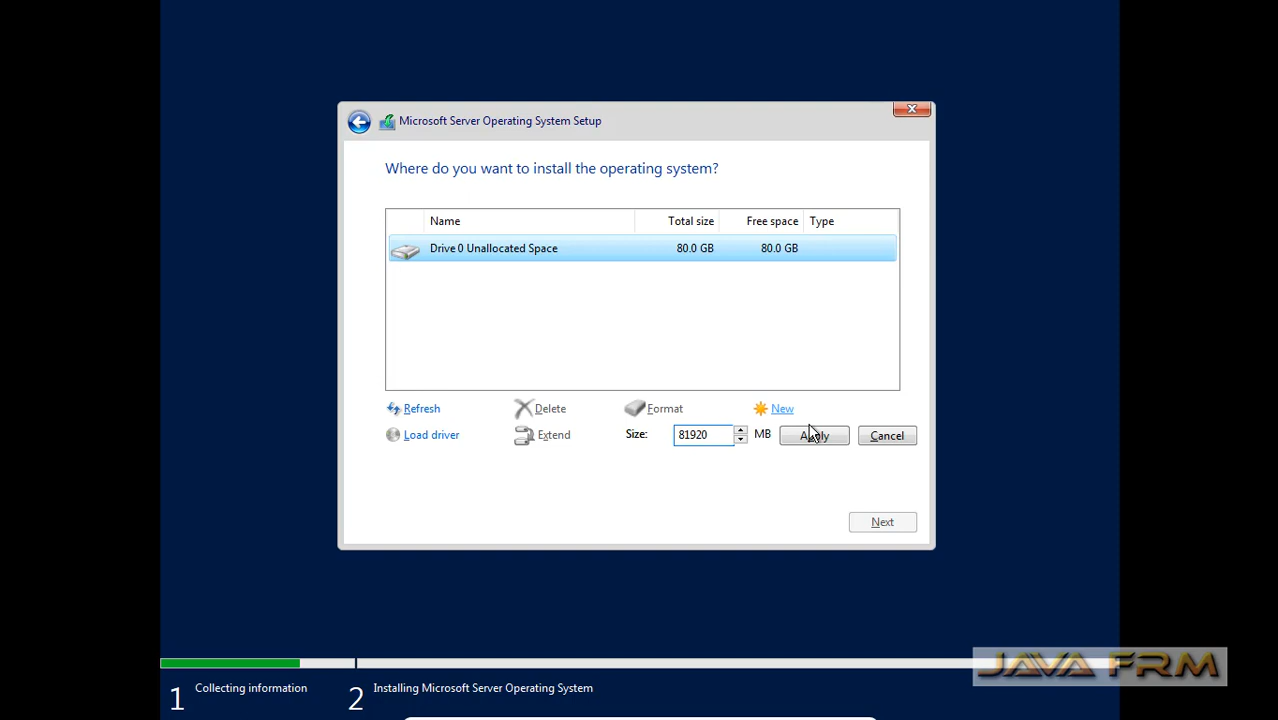 Microsoft Server Operating System Setup
Where do you want to install the operating system?
Name Total size Free space Type
Drive 0 Unallocated Space 80.0 GB 80.0 GB
Refresh Delete Format New
Load driver Extend Size: 81920 MB Apply Cancel
Next
JAVA FRM
1 Collecting information 2 Installing Microsoft Server Operating System